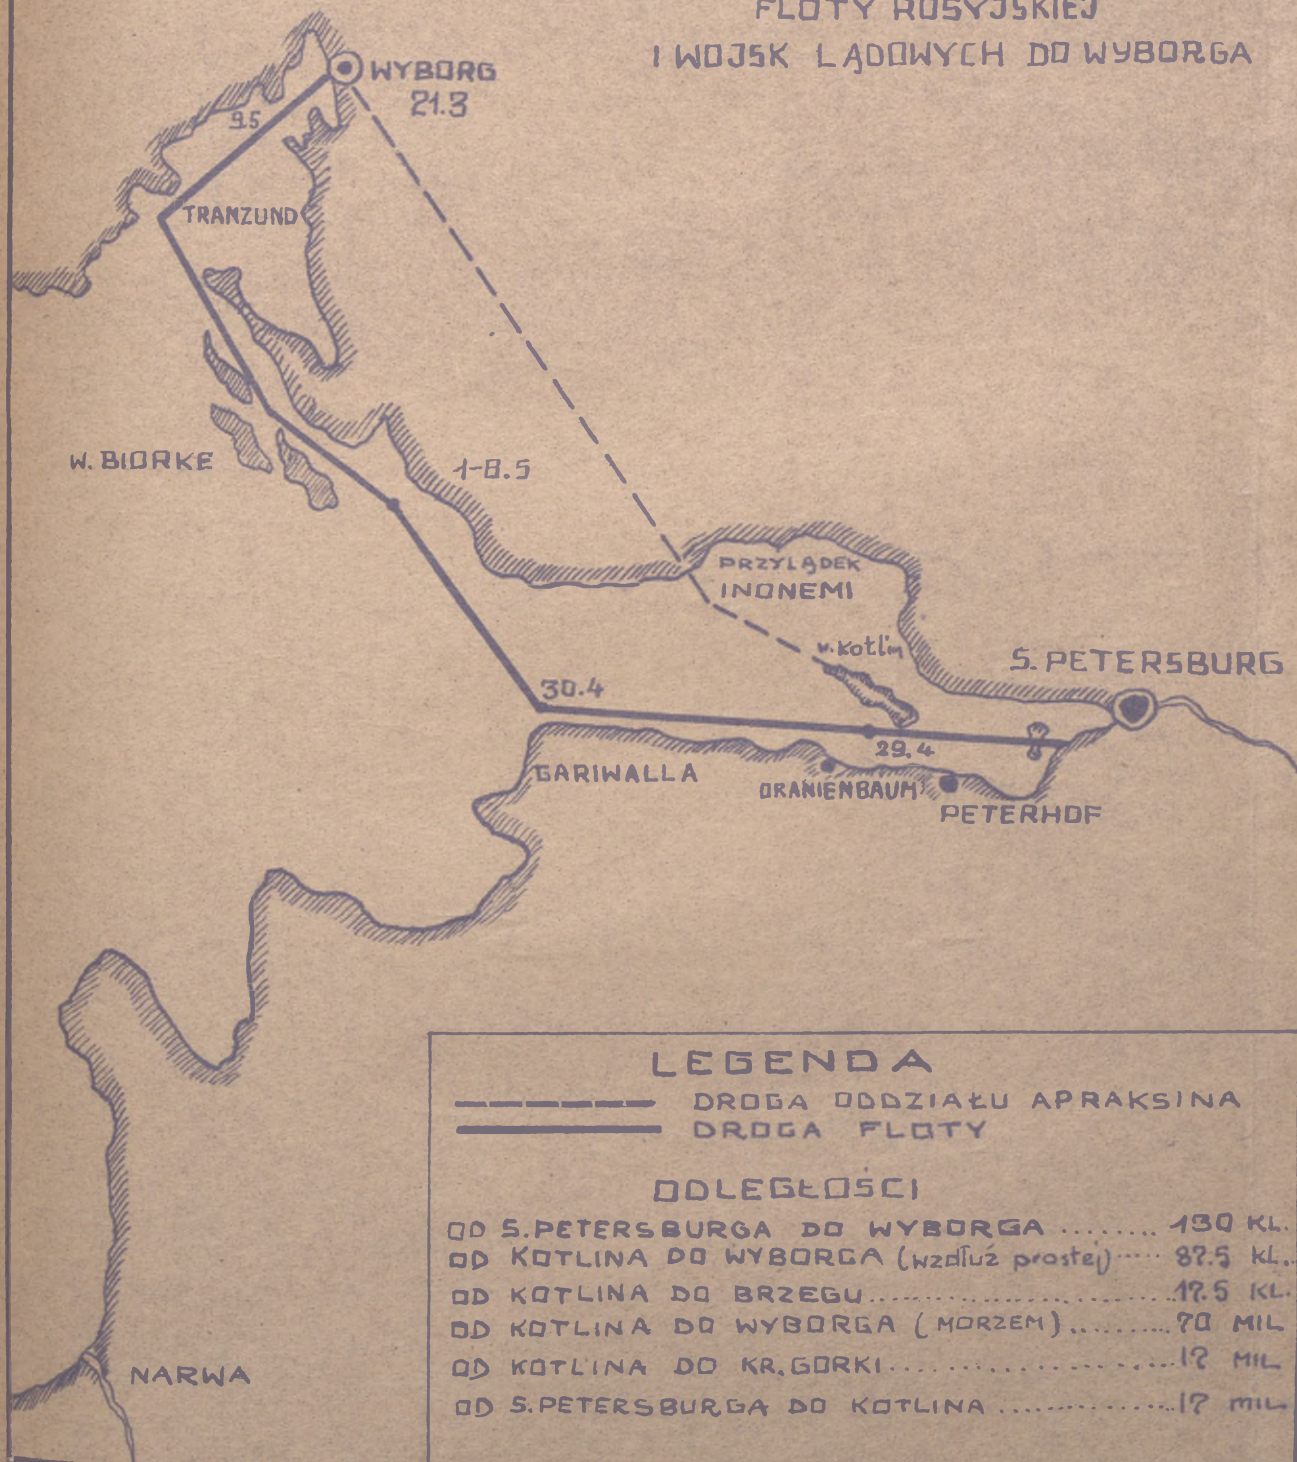 FLOTY ROSYJSKIEJ
I WOJSK LĄDOWYCH DO WYBORGA
WYBORG
21.3
9.5
TRANZUND
W. BIORKE
1-8.5
PRZYLĄDEK
INONEMI
w. Kotlin
S. PETERSBURG
30.4
29.4
GARIWALLA
ORANIENBAUM
PETERHOF
NARWA
LEGENDA
DROGA ODDZIAŁU APRAKSINA
DROGA FLOTY
ODLEGŁOŚCI
OD S.PETERSBURGA DO WYBORGA ........ 130 KL.
OD KOTLINA DO WYBORGA (wzdłuż prostej) ..... 87.5 KL.
OD KOTLINA DO BRZEGU.............................17.5 KL.
OD KOTLINA DO WYBORGA (MORZEM)..........70 MIL
OD KOTLINA DO KR.GORKI......................17 MIL
OD S.PETERSBURGA DO KOTLINA ...............17 MIL